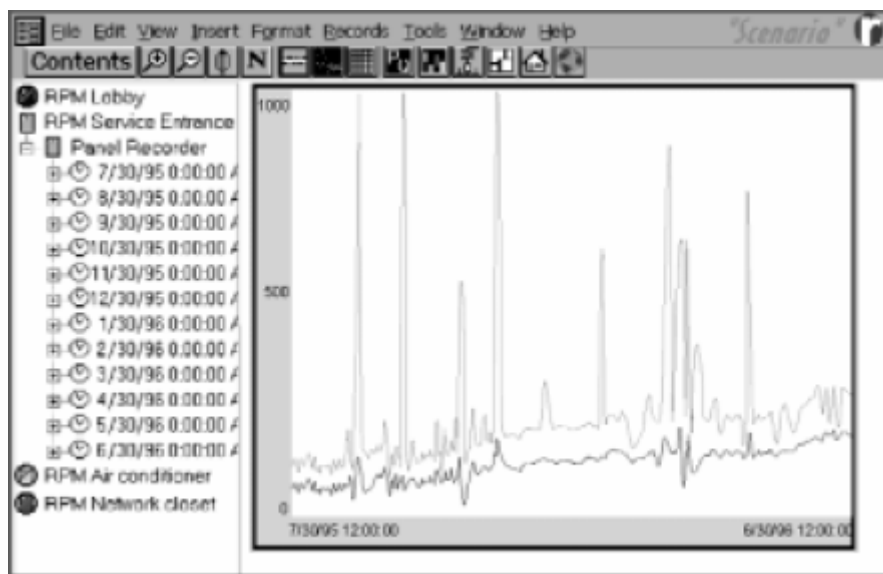 File Edit View Insert Format Records Tools Window Help "Scenario"
Contents N
RPM Lobby
RPM Service Entrance
Panel Recorder
7/30/95 0:00:00 A
8/30/95 0:00:00 A
9/30/95 0:00:00 A
10/30/95 0:00:00 A
11/30/95 0:00:00 A
12/30/95 0:00:00 A
1/30/96 0:00:00 A
2/30/96 0:00:00 A
3/30/96 0:00:00 A
4/30/96 0:00:00 A
5/30/96 0:00:00 A
6/30/96 0:00:00 A
RPM Air conditioner
RPM Network closet
1000
500
0
7/30/95 12:00:00
6/30/96 12:00:00